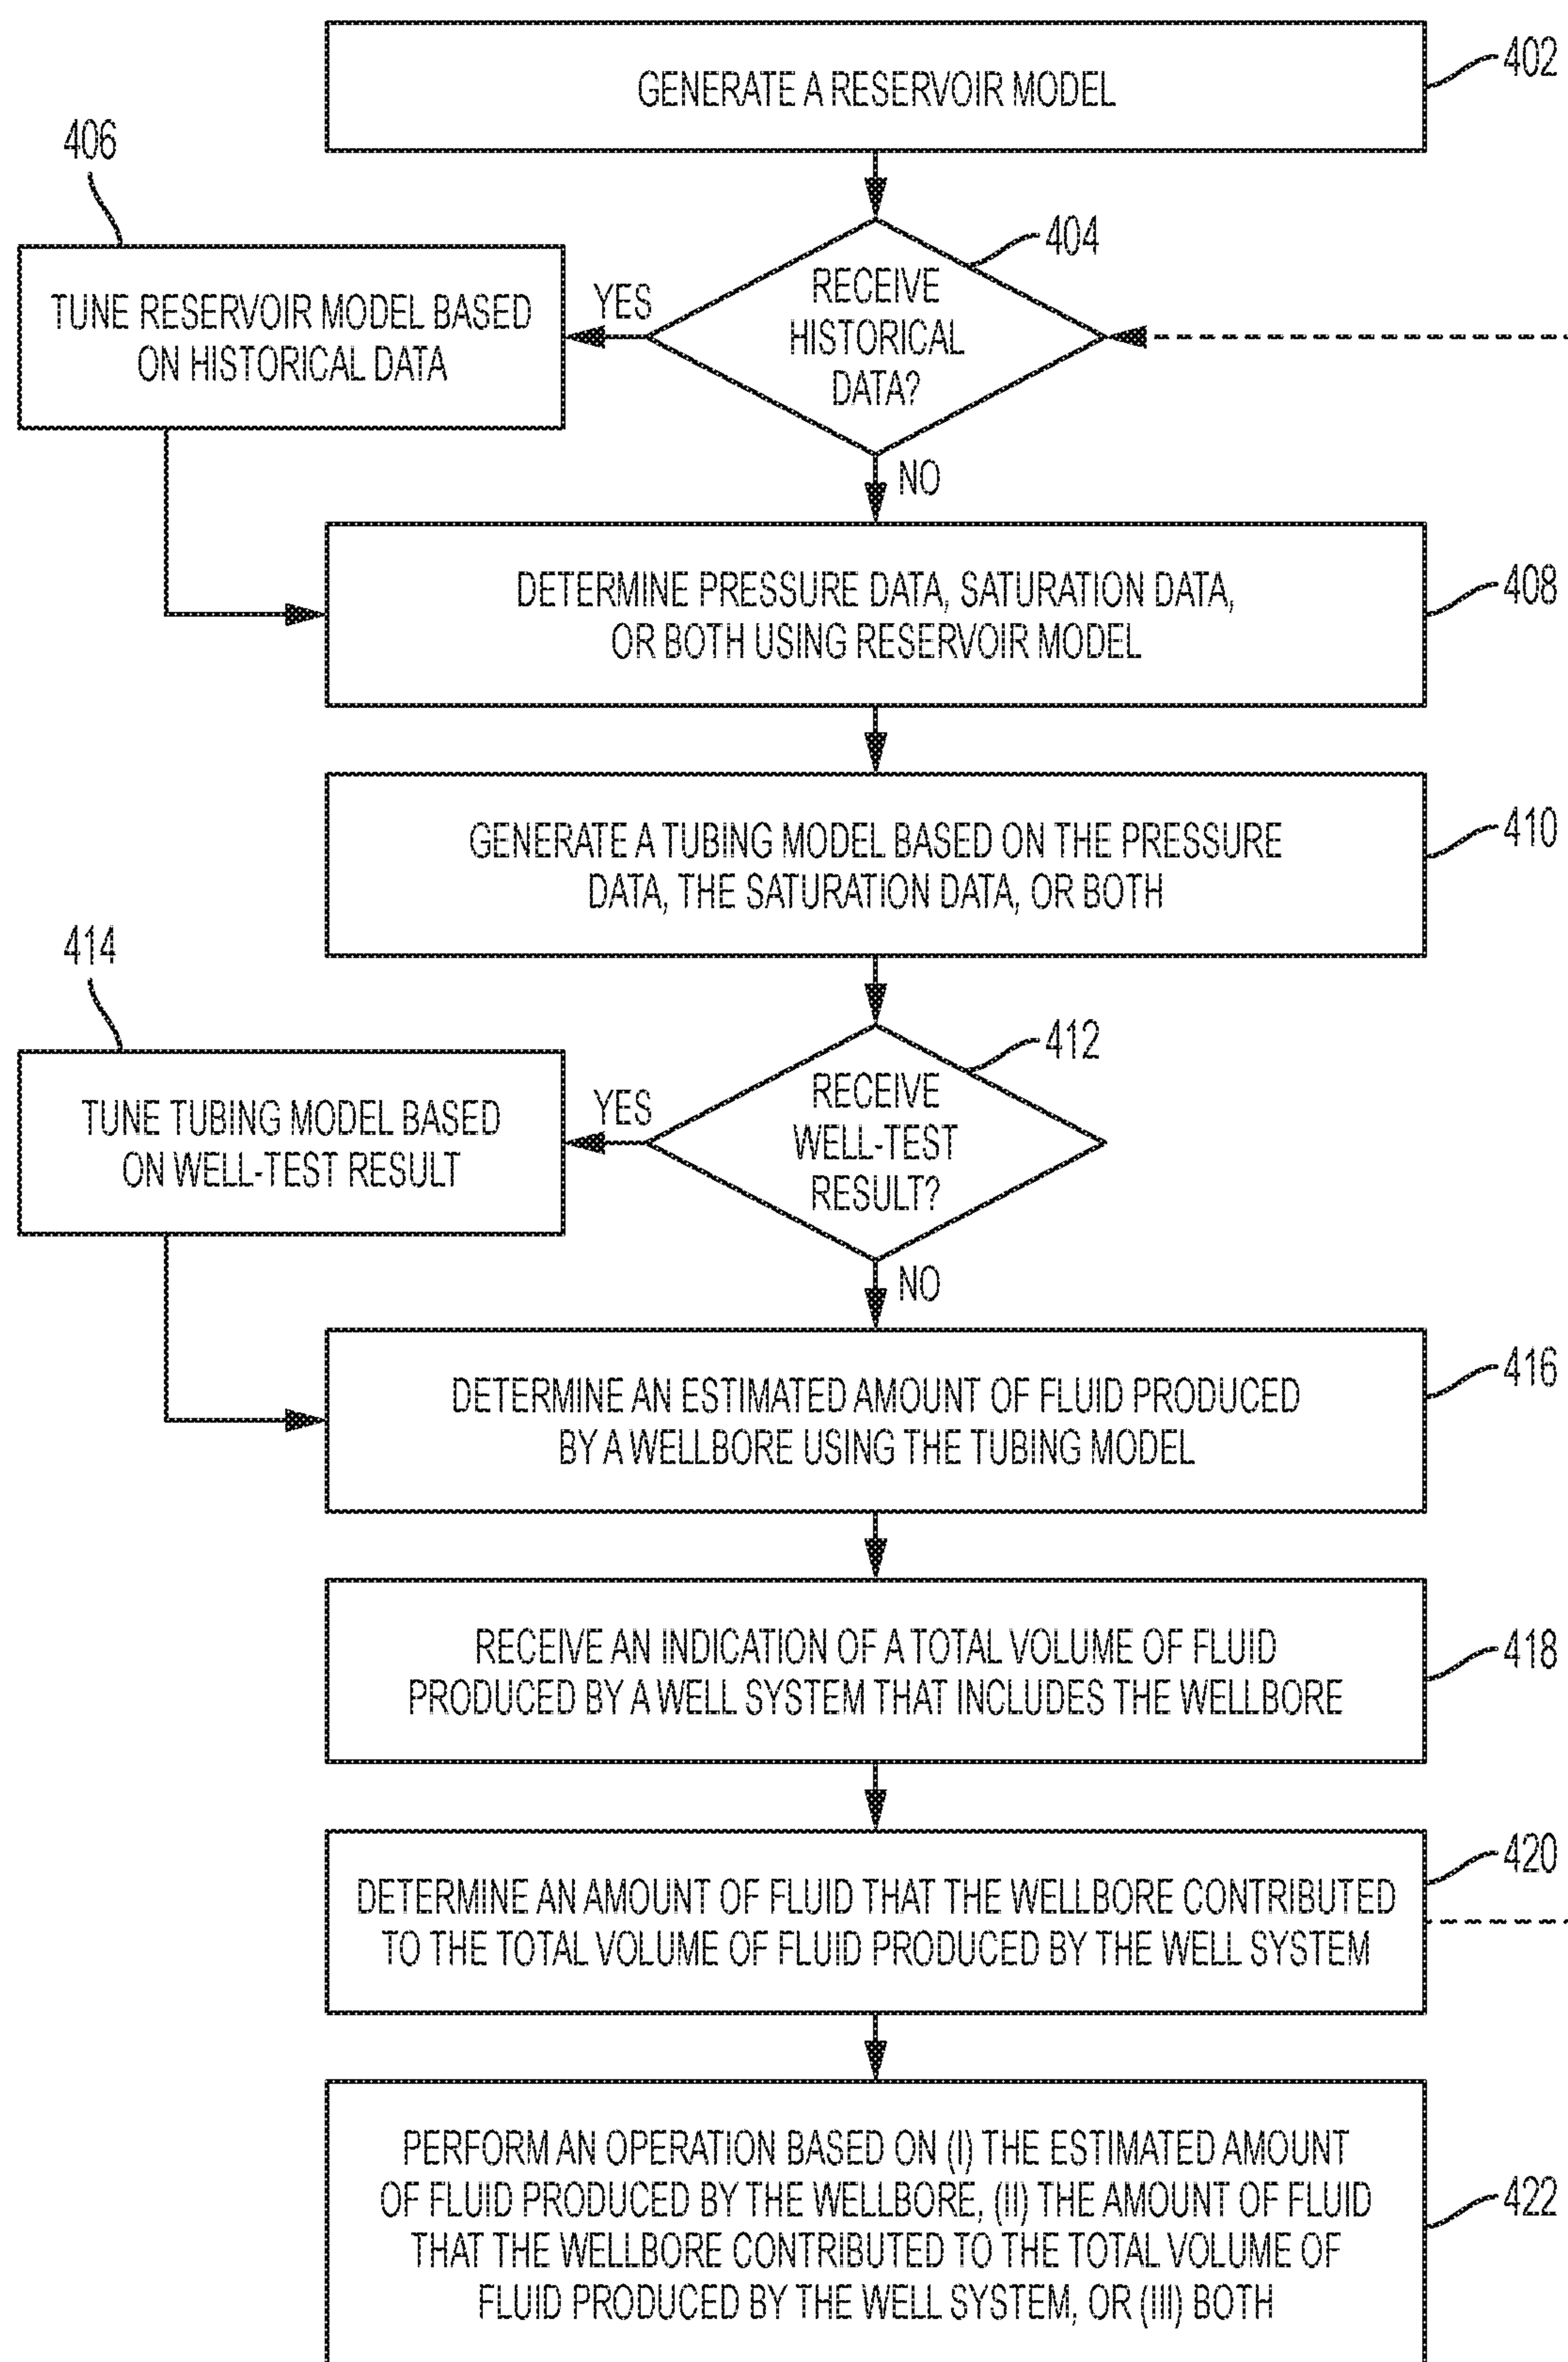 GENERATE A RESERVOIR MODEL
402
406
404
RECEIVE
HISTORICAL
DATA?
YES
TUNE RESERVOIR MODEL BASED
ON HISTORICAL DATA
NO
DETERMINE PRESSURE DATA, SATURATION DATA,
OR BOTH USING RESERVOIR MODEL
408
GENERATE A TUBING MODEL BASED ON THE PRESSURE
DATA, THE SATURATION DATA, OR BOTH
410
414
412
RECEIVE
WELL-TEST
RESULT?
YES
TUNE TUBING MODEL BASED
ON WELL-TEST RESULT
NO
DETERMINE AN ESTIMATED AMOUNT OF FLUID PRODUCED
BY A WELLBORE USING THE TUBING MODEL
416
RECEIVE AN INDICATION OF A TOTAL VOLUME OF FLUID
PRODUCED BY A WELL SYSTEM THAT INCLUDES THE WELLBORE
418
DETERMINE AN AMOUNT OF FLUID THAT THE WELLBORE CONTRIBUTED
TO THE TOTAL VOLUME OF FLUID PRODUCED BY THE WELL SYSTEM
420
PERFORM AN OPERATION BASED ON (I) THE ESTIMATED AMOUNT
OF FLUID PRODUCED BY THE WELLBORE, (II) THE AMOUNT OF FLUID
THAT THE WELLBORE CONTRIBUTED TO THE TOTAL VOLUME OF
FLUID PRODUCED BY THE WELL SYSTEM, OR (III) BOTH
422